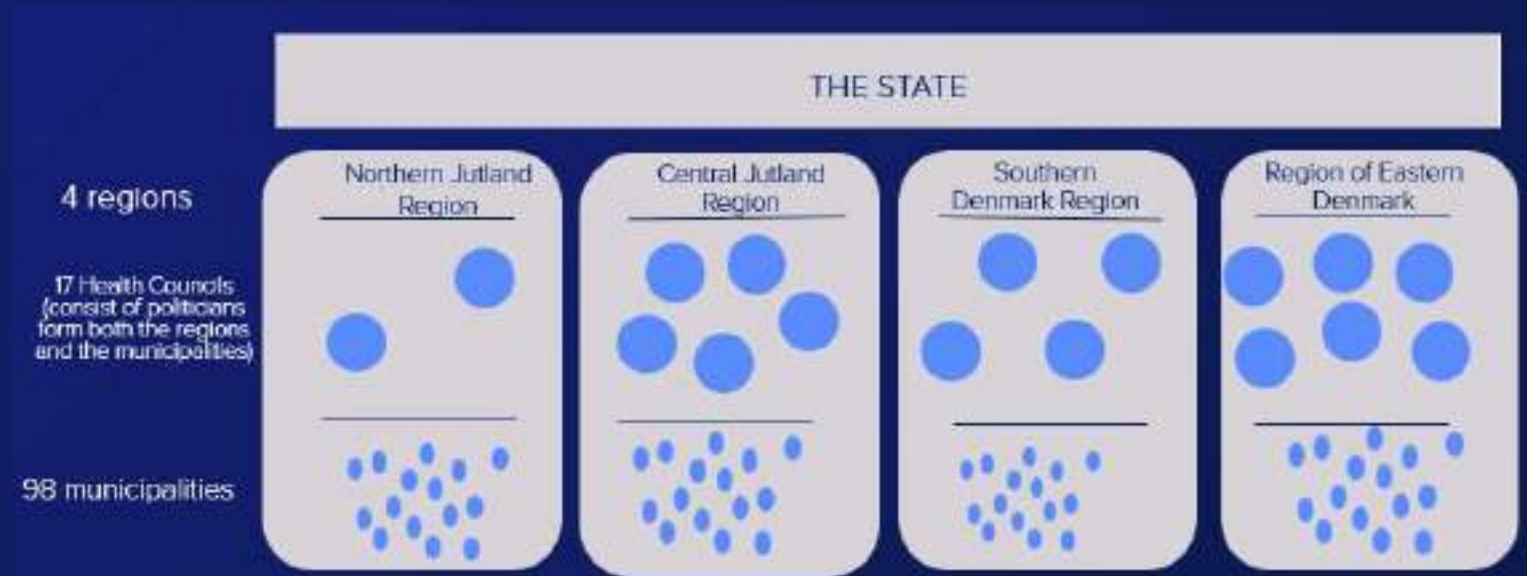 THE STATE
4 regions
Northern Jutland
Region
Central Jutland
Region
Southern
Denmark Region
Region of Eastern
Denmark
17 Health Councils
(consist of politicians
form both the regions
and the municipalities)
98 municipalities